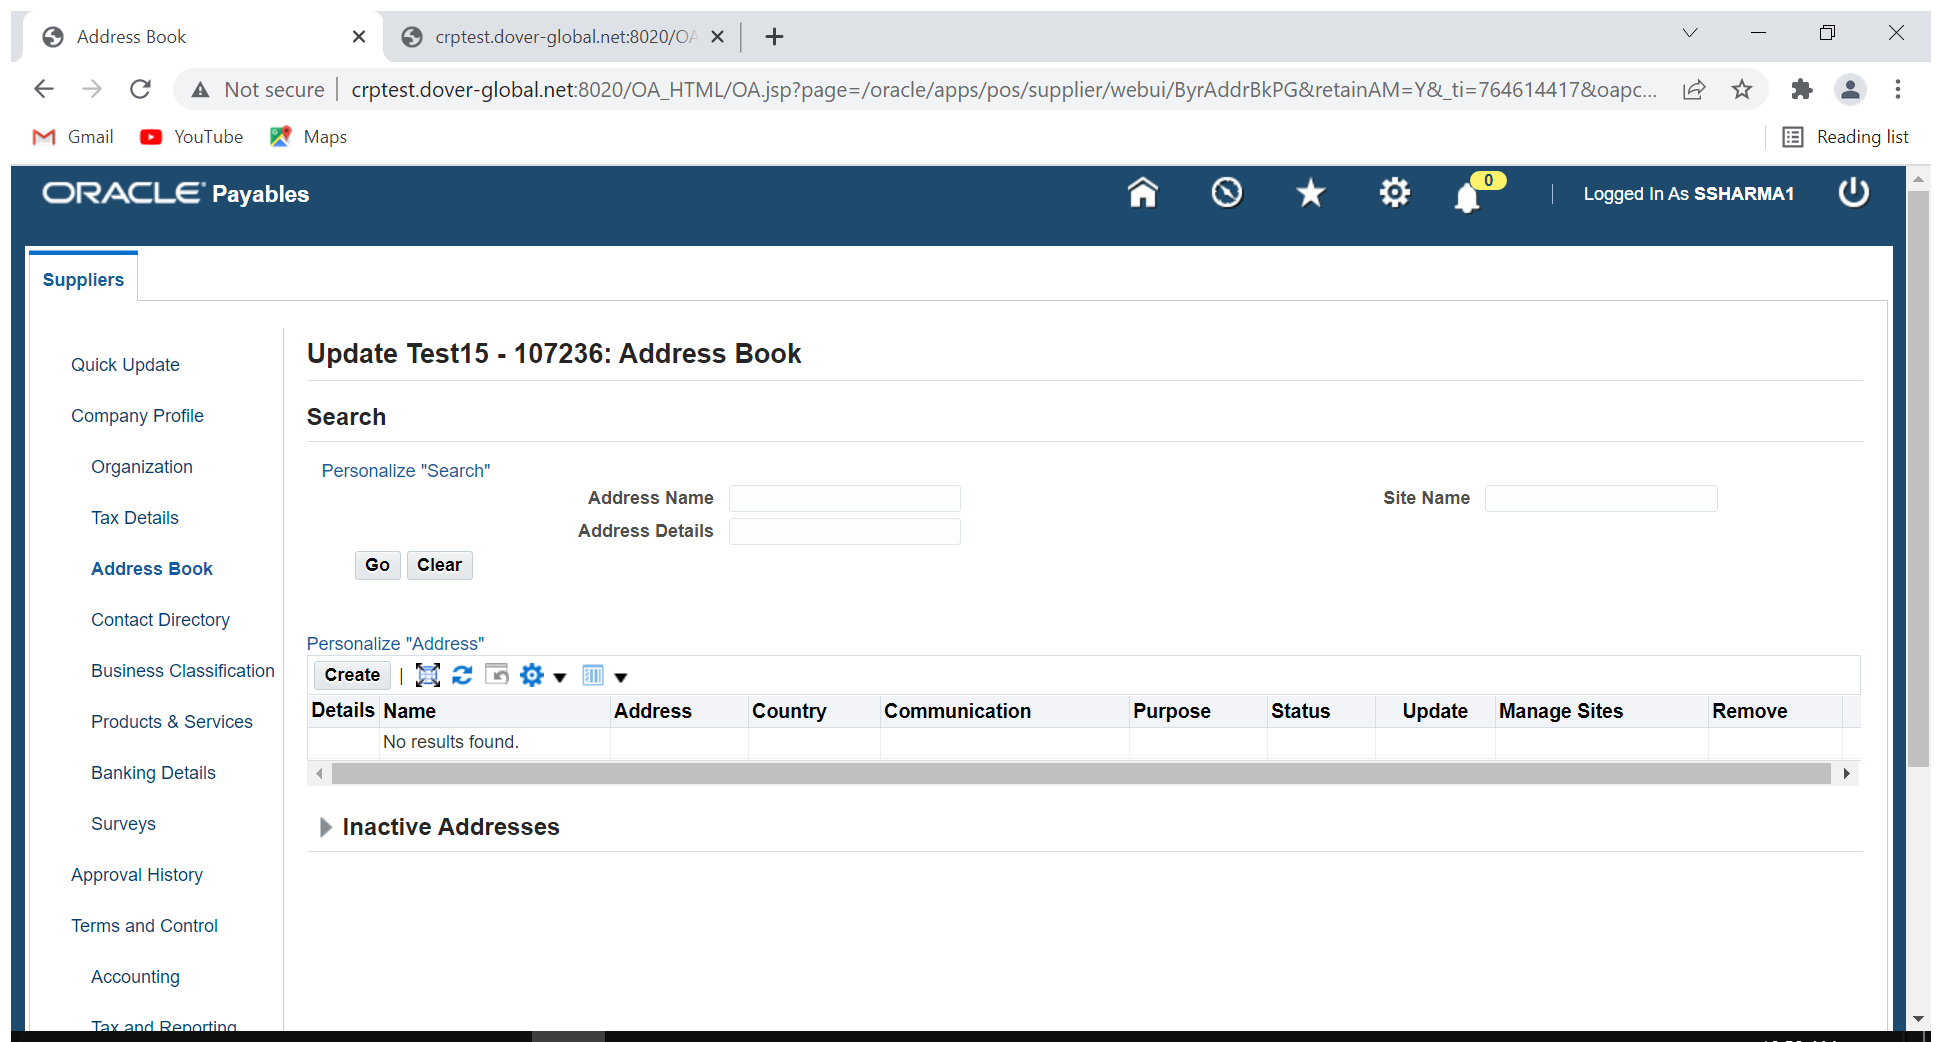 Address Book
crptest.dover-global.net:8020/OA
Not secure
crptest.dover-global.net:8020/OA_HTML/OA.jsp?page=/oracle/apps/pos/supplier/webui/ByrAddrBkPG&retainAM=Y&_ti=764614417&oapc...
Gmail YouTube Maps Reading list
ORACLE Payables 0 Logged In As SSHARMA1
Suppliers
Quick Update
Company Profile
Organization
Tax Details
Address Book
Contact Directory
Business Classification
Products & Services
Banking Details
Surveys
Approval History
Terms and Control
Accounting
Tax and Reporting
Update Test15 - 107236: Address Book
Search
Personalize "Search"
Address Name
Site Name
Address Details
Go Clear
Personalize "Address"
Create
Details Name Address Country Communication Purpose Status Update Manage Sites Remove
No results found.
Inactive Addresses